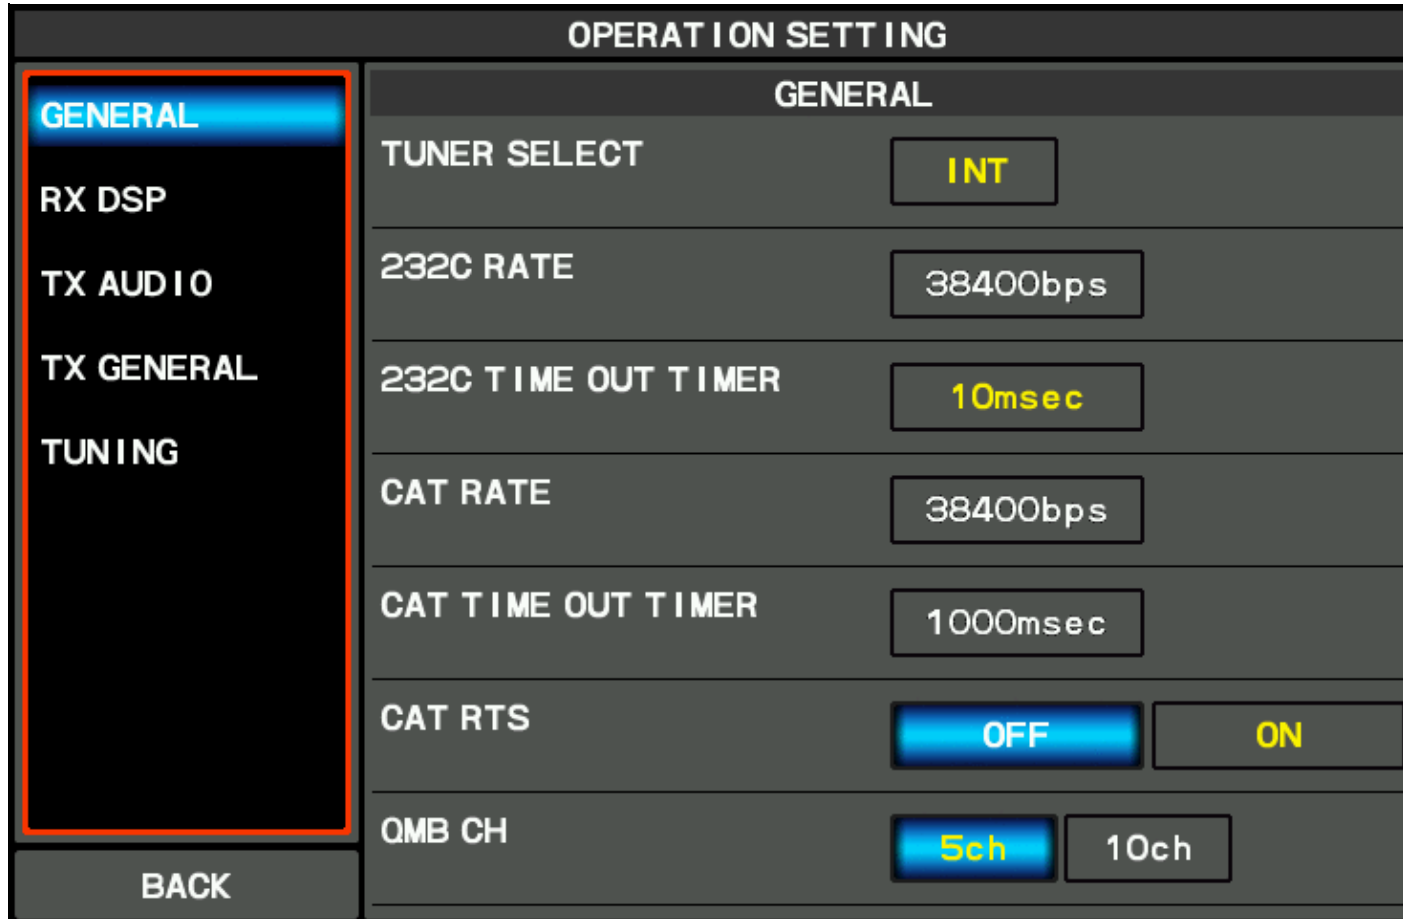 OPERATION SETTING
GENERAL
RX DSP
TX AUDIO
TX GENERAL
TUNING
BACK
GENERAL
TUNER SELECT INT
232C RATE 38400bps
232C TIME OUT TIMER 10msec
CAT RATE 38400bps
CAT TIME OUT TIMER 1000msec
CAT RTS OFF ON
QMB CH 5ch 10ch